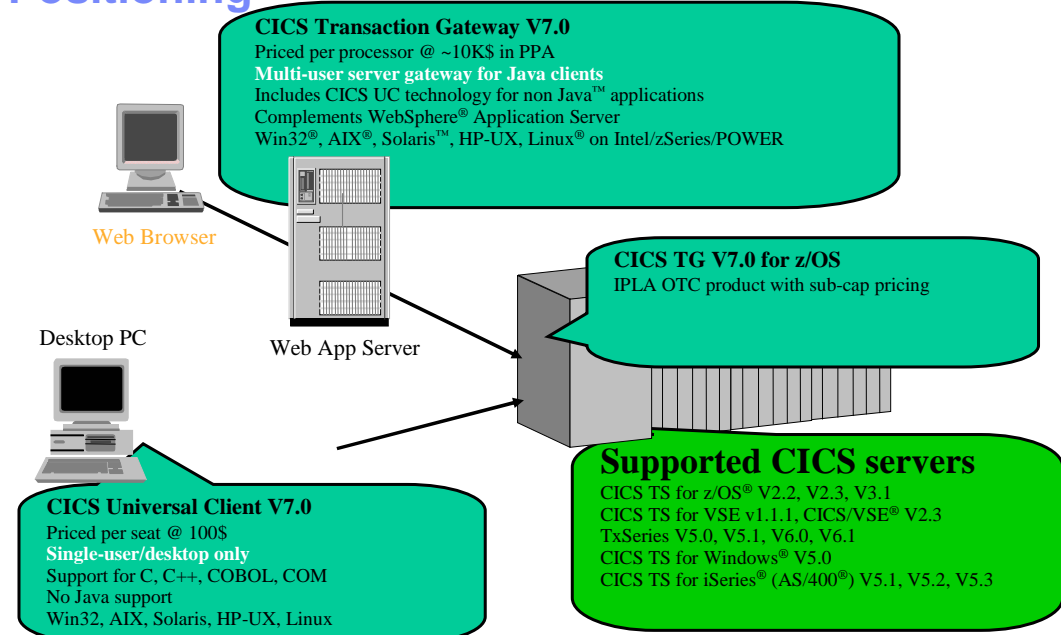 Positioning
CICS Transaction Gateway V7.0
Priced per processor @ ~10K$ in PPA
Multi-user server gateway for Java clients
Includes CICS UC technology for non Java™ applications
Complements WebSphere® Application Server
Win32®, AIX®, Solaris™, HP-UX, Linux® on Intel/zSeries/POWER
Web Browser
CICS TG V7.0 for z/OS
IPLA OTC product with sub-cap pricing
Desktop PC
Web App Server
Supported CICS servers
CICS TS for z/OS® V2.2, V2.3, V3.1
CICS TS for VSE v1.1.1, CICS/VSE® V2.3
TxSeries V5.0, V5.1, V6.0, V6.1
CICS TS for Windows® V5.0
CICS TS for iSeries® (AS/400®) V5.1, V5.2, V5.3
CICS Universal Client V7.0
Priced per seat @ 100$
Single-user/desktop only
Support for C, C++, COBOL, COM
No Java support
Win32, AIX, Solaris, HP-UX, Linux